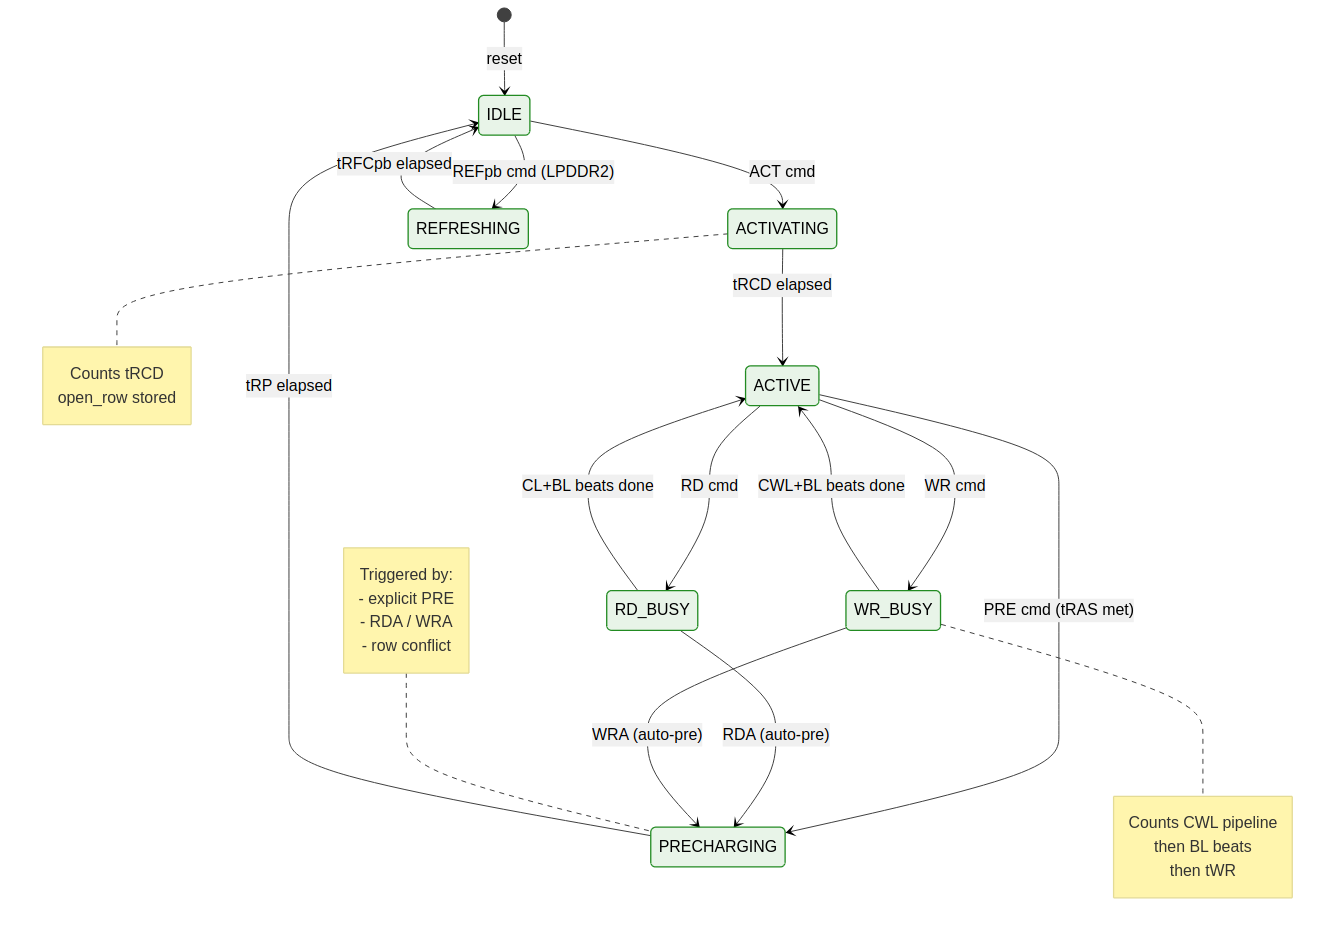 reset
IDLE
tRFCpb elapsed
REFpb cmd (LPDDR2)
ACT cmd
REFRESHING
ACTIVATING
tRCD elapsed
Counts tRCD
open_row stored
tRP elapsed
ACTIVE
CL+BL beats done
RD cmd
CWL+BL beats done
WR cmd
Triggered by:
- explicit PRE
- RDA / WRA
- row conflict
RD_BUSY
WR_BUSY
PRE cmd (tRAS met)
WRA (auto-pre)
RDA (auto-pre)
PRECHARGING
Counts CWL pipeline
then BL beats
then tWR